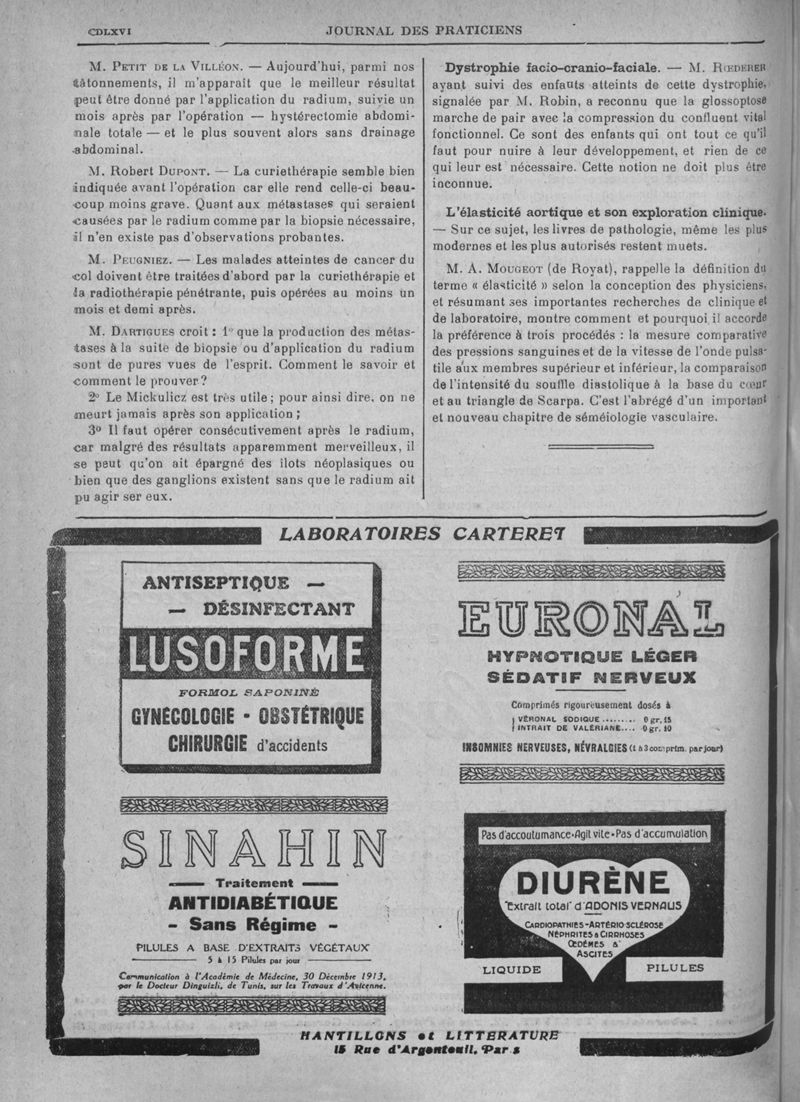 CDLXVI
JOURNAL DES PRATICIENS
M. PETIT DE LA VILLÉON. — Aujourd'hui, parmi nos
tâtonnements, il m'apparaît que le meilleur résultat
peut être donné par l'application du radium, suivie un
mois après par l'opération — hystérectomie abdomi-
nale totale — et le plus souvent alors sans drainage
abdominal.
M. Robert DUPONT. — La curiethérapie semble bien
indiquée avant l'opération car elle rend celle-ci beau-
coup moins grave. Quant aux métastases qui seraient
causées par le radium comme par la biopsie nécessaire,
il n'en existe pas d'observations probantes.
M. PEUGNIEZ. — Les malades atteintes de cancer du
col doivent être traitées d'abord par la curiethérapie et
la radiothérapie pénétrante, puis opérées au moins un
mois et demi après.
M. DARTIGUES croit : 1° que la production des métas-
tases à la suite de biopsie ou d'application du radium
sont de pures vues de l'esprit. Comment le savoir et
comment le prouver ?
2° Le Mickulicz est très utile ; pour ainsi dire, on ne
meurt jamais après son application ;
3° Il faut opérer consécutivement après le radium,
car malgré des résultats apparemment merveilleux, il
se peut qu'on ait épargné des ilots néoplasiques ou
bien que des ganglions existent sans que le radium ait
pu agir ser eux.
Dystrophie facio-cranio-faciale. — M. RŒDERER
ayant suivi des enfants atteints de cette dystrophie,
signalée par M. Robin, a reconnu que la glossoptose
marche de pair avec la compression du confluent vital
fonctionnel. Ce sont des enfants qui ont tout ce qu'il
faut pour nuire à leur développement, et rien de ce
qui leur est nécessaire. Cette notion ne doit plus être
inconnue.
L'élasticité aortique et son exploration clinique.
— Sur ce sujet, les livres de pathologie, même les plus
modernes et les plus autorisés restent muets.
M. A. MOUGEOT (de Royat), rappelle la définition du
terme « élasticité » selon la conception des physiciens,
et résumant ses importantes recherches de clinique et
de laboratoire, montre comment et pourquoi il accorde
la préférence à trois procédés : la mesure comparative
des pressions sanguines et de la vitesse de l'onde pulsa-
tile aux membres supérieur et inférieur, la comparaison
de l'intensité du souffle diastolique à la base du cœur
et au triangle de Scarpa. C'est l'abrégé d'un important
et nouveau chapitre de séméiologie vasculaire.
LABORATOIRES CARTERET
ANTISEPTIQUE —
— DÉSINFECTANT
LUSOFORME
FORMOL SAPONINÉ
GYNÉCOLOGIE - OBSTÉTRIQUE
CHIRURGIE d'accidents
EURONAL
HYPNOTIQUE LÉGER
SÉDATIF NERVEUX
Comprimés rigoureusement dosés à
VÉRONAL SODIQUE ........ 0 gr. 15
INTRAIT DE VALÉRIANE.... 0 gr. 10
INSOMNIES NERVEUSES, NÉVRALGIES (1 à 3 comprim. par jour)
SINAHIN
Traitement
ANTIDIABÉTIQUE
- Sans Régime -
PILULES A BASE D'EXTRAITS VÉGÉTAUX
5 à 15 Pilules par jour
Communication à l'Académie de Médecine, 30 Décembre 1913,
par le Docteur Dinguizli, de Tunis, sur les Travaux d'Avicenne.
Pas d'accoutumance - Agit vite - Pas d'accumulation
DIURÈNE
"Extrait total" d'ADONIS VERNALIS
CARDIOPATHIES - ARTÉRIO-SCLÉROSE
NÉPHRITES & CIRRHOSES
ŒDÈMES &
ASCITES
LIQUIDE
PILULES
HANTILLONS et LITTERATURE
15 Rue d'Argenteuil. Par s